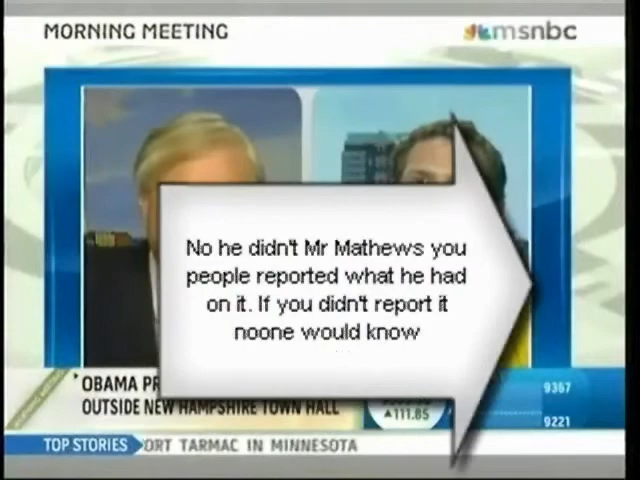 MORNING MEETING
msnbc
No he didn't Mr Mathews you
people reported what he had
on it. If you didn't report it
noone would know
OBAMA
OUTSIDE NEW HAMPSHIRE TOWN HALL
▲111.85
9367
9221
TOP STORIES
ORT TARMAC IN MINNESOTA